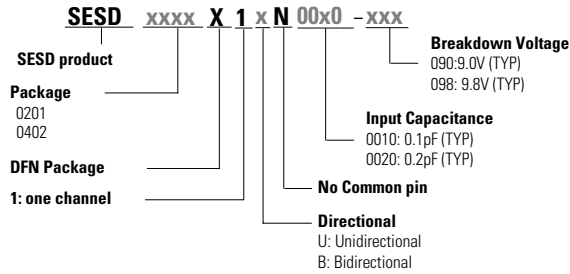 SESD xxxx X 1 x N 00x0 - xxx
Breakdown Voltage
090:9.0V (TYP)
098: 9.8V (TYP)
SESD product
Package
0201
0402
Input Capacitance
0010: 0.1pF (TYP)
0020: 0.2pF (TYP)
DFN Package
No Common pin
1: one channel
Directional
U: Unidirectional
B: Bidirectional